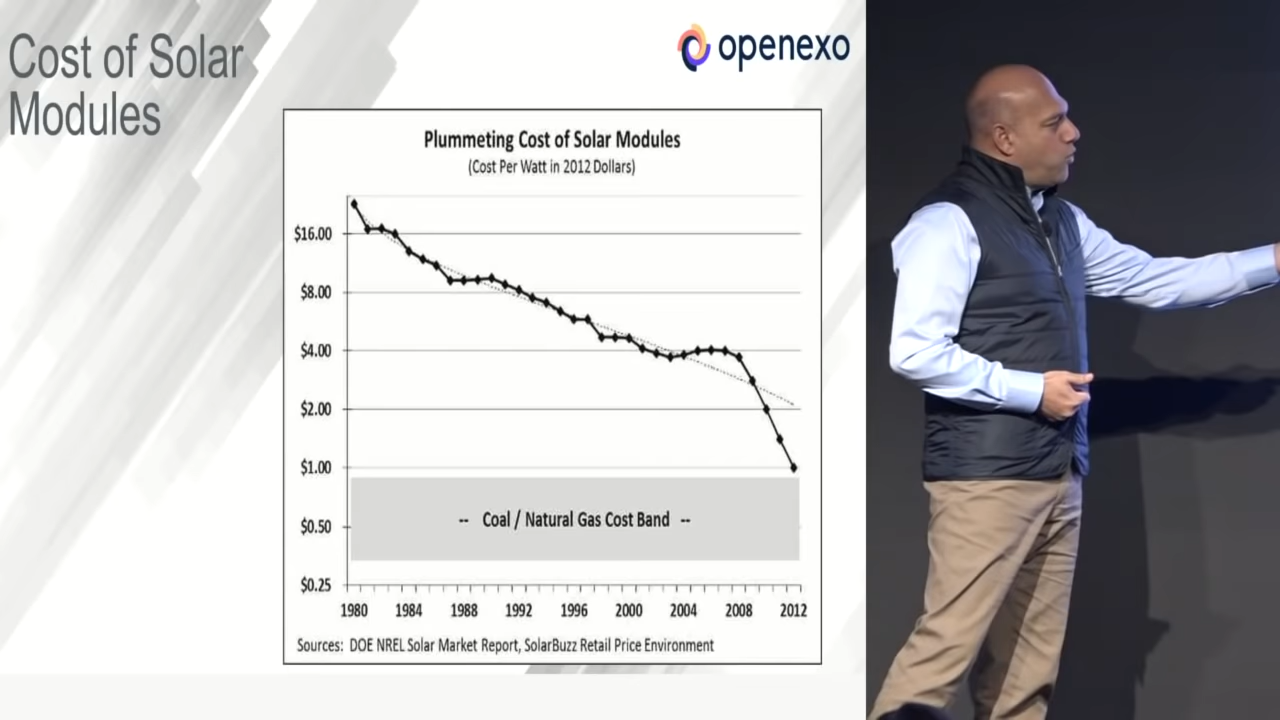 Cost of Solar
Modules
openexo
Plummeting Cost of Solar Modules
(Cost Per Watt in 2012 Dollars)
$16.00
$8.00
$4.00
$2.00
$1.00
-- Coal / Natural Gas Cost Band --
$0.50
$0.25
1980 1984 1988 1992 1996 2000 2004 2008 2012
Sources: DOE NREL Solar Market Report, SolarBuzz Retail Price Environment